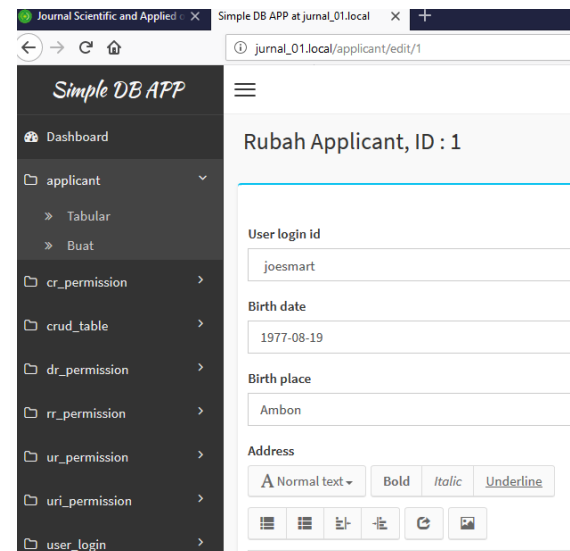 Journal Scientific and Applied
Simple DB APP at jurnal_01.local
jurnal_01.local/applicant/edit/1
Simple DB APP
Dashboard
applicant
Tabular
Buat
cr_permission
crud_table
dr_permission
rr_permission
ur_permission
uri_permission
user_login
Rubah Applicant, ID : 1
User login id
joesmart
Birth date
1977-08-19
Birth place
Ambon
Address
A Normal text
Bold
Italic
Underline